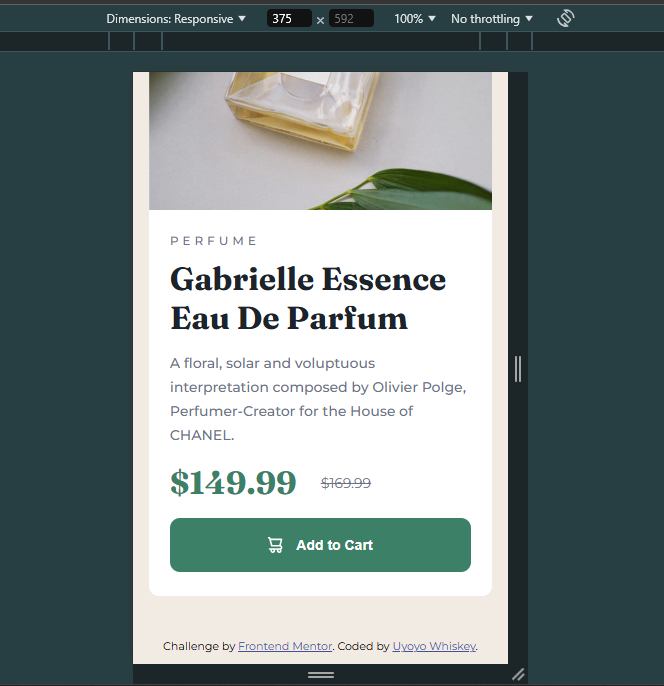 Dimensions: Responsive 375 × 592 100% No throttling
PERFUME
Gabrielle Essence
Eau De Parfum
A floral, solar and voluptuous
interpretation composed by Olivier Polge,
Perfumer-Creator for the House of
CHANEL.
$149.99 $169.99
Add to Cart
Challenge by Frontend Mentor. Coded by Uyoyo Whiskey.